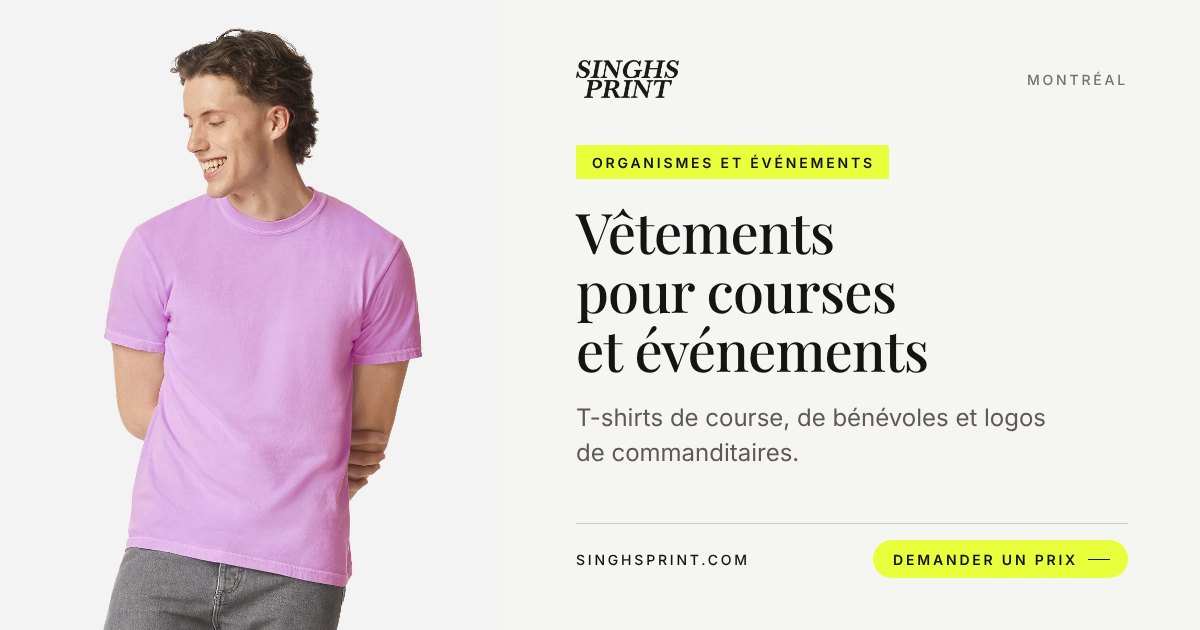 SINGHS
PRINT
MONTRÉAL
ORGANISMES ET ÉVÉNEMENTS
Vêtements
pour courses
et événements
T-shirts de course, de bénévoles et logos
de commanditaires.
SINGHSPRINT.COM
DEMANDER UN PRIX